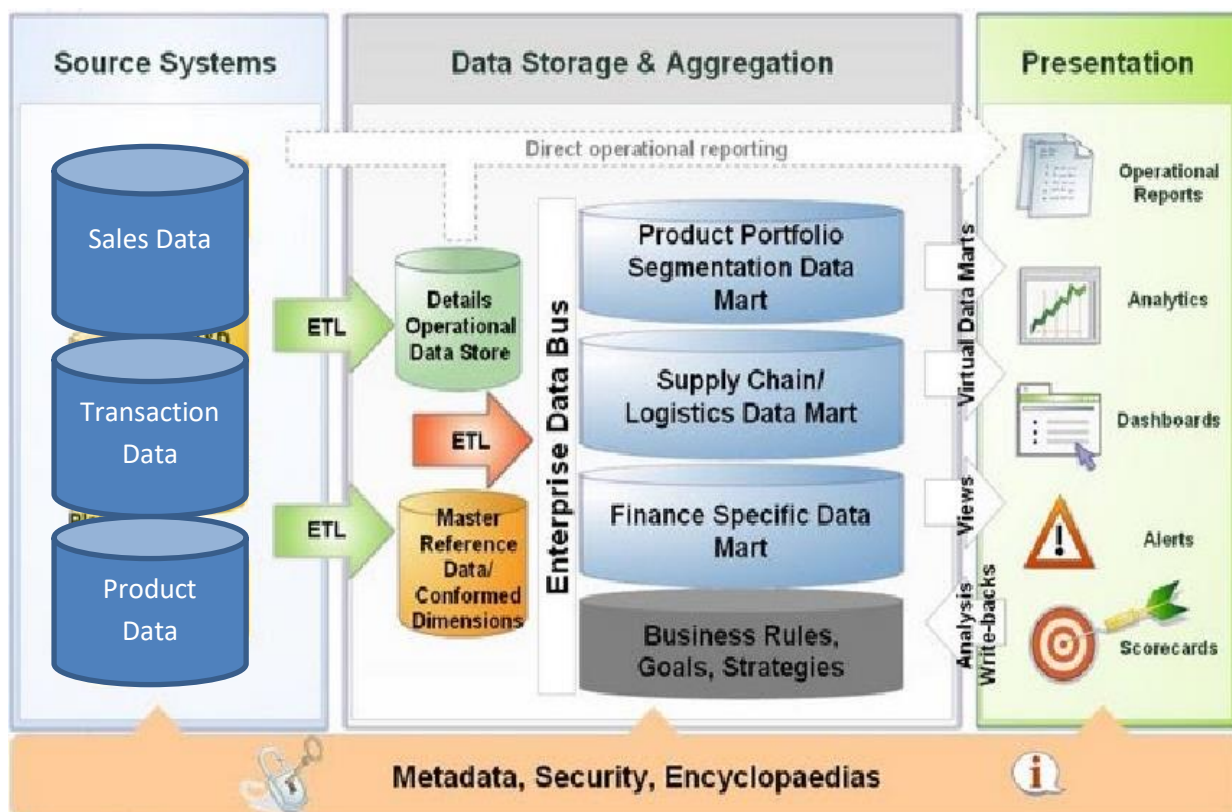 Source Systems
Data Storage & Aggregation
Presentation
Sales Data
Transaction
Data
Product
Data
Direct operational reporting
ETL
ETL
Details
Operational
Data Store
ETL
Master
Reference
Data/
Conformed
Dimensions
Enterprise Data Bus
Product Portfolio
Segmentation Data
Mart
Supply Chain/
Logistics Data Mart
Finance Specific Data
Mart
Business Rules,
Goals, Strategies
Virtual Data Marts
Views
Analysis
Write-backs
Operational
Reports
Analytics
Dashboards
Alerts
Scorecards
Metadata, Security, Encyclopaedias
i